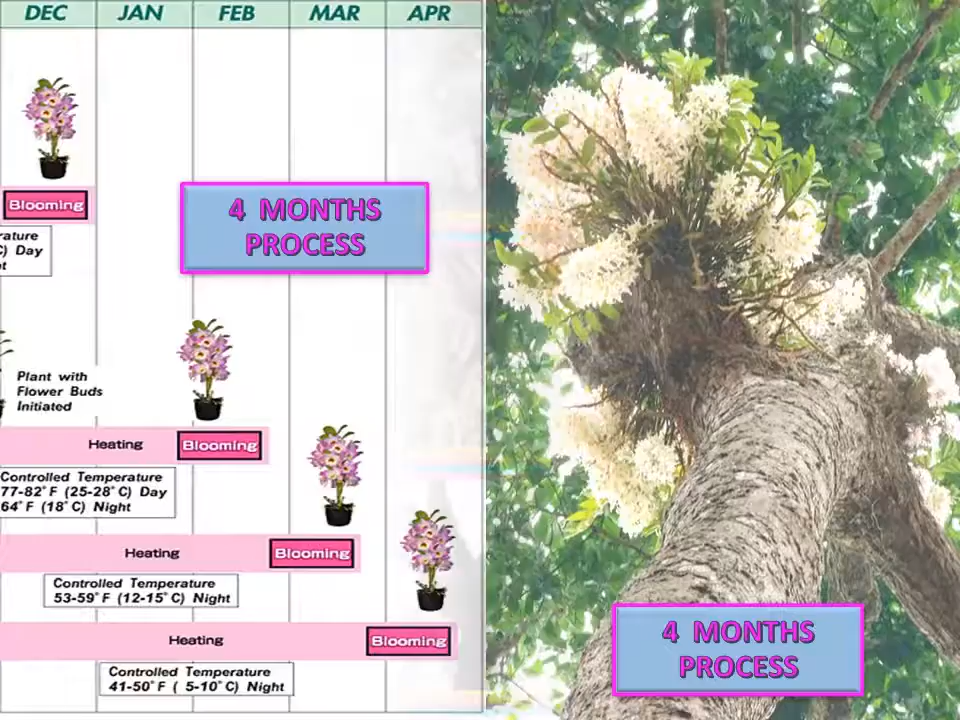 DEC JAN FEB MAR APR
Blooming
4 MONTHS
PROCESS
rature
C) Day
t
Plant with
Flower Buds
Initiated
Heating Blooming
Controlled Temperature
77-82°F (25-28°C) Day
64°F (18°C) Night
Heating Blooming
Controlled Temperature
53-59°F (12-15°C) Night
Heating Blooming
Controlled Temperature
41-50°F ( 5-10°C) Night
4 MONTHS
PROCESS